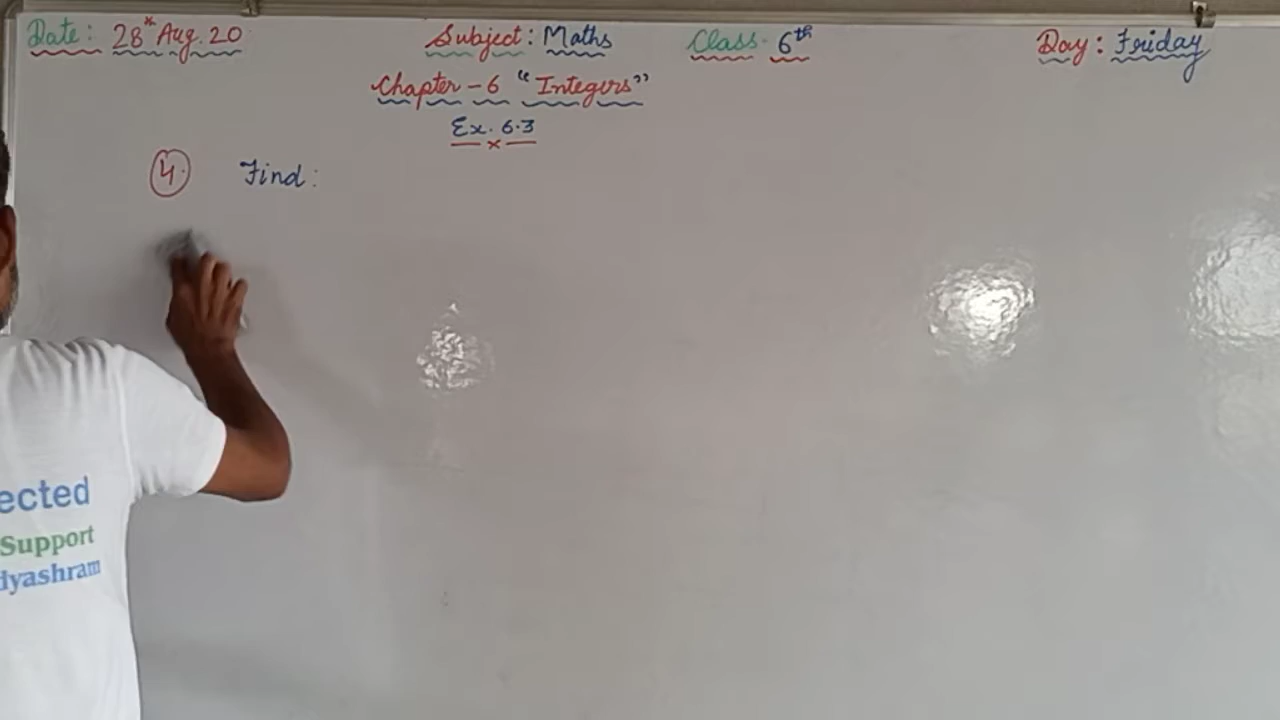 Date: 28th Aug. 20 Subject: Maths Class- 6th Day: Friday
Chapter-6 "Integers"
Ex. 6.3
4. Find:
ected
Support
dyashram